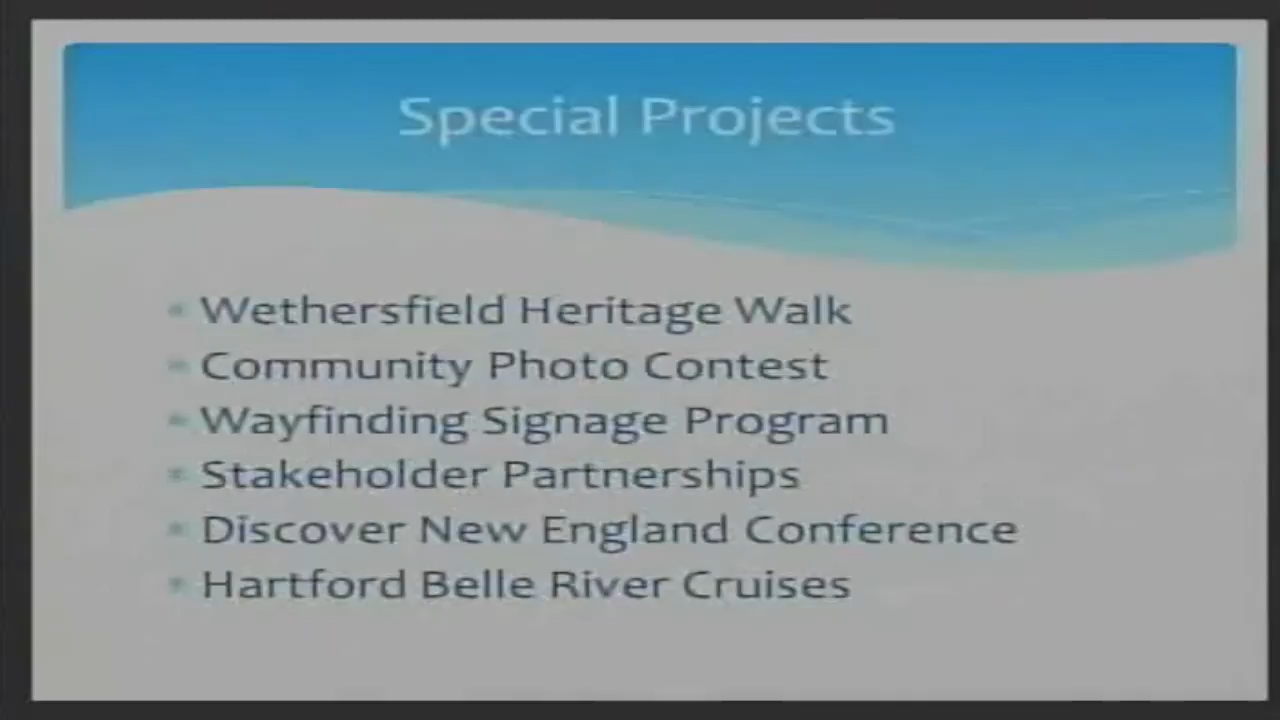 Special Projects
Wethersfield Heritage Walk
Community Photo Contest
Wayfinding Signage Program
Stakeholder Partnerships
Discover New England Conference
Hartford Belle River Cruises